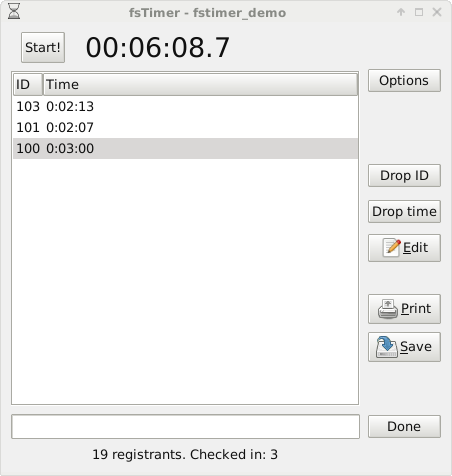 fsTimer - fstimer_demo
Start! 00:06:08.7
ID Time
Options
103 0:02:13
101 0:02:07
100 0:03:00
Drop ID
Drop time
Edit
Print
Save
Done
19 registrants. Checked in: 3